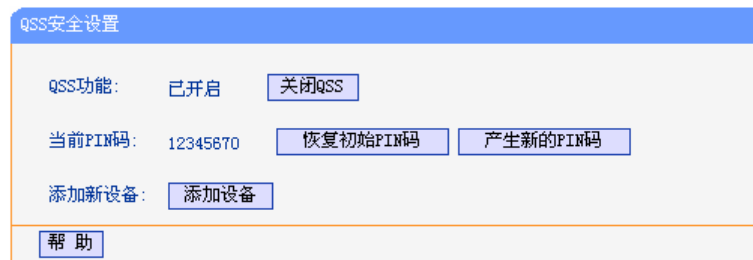 QSS安全设置
QSS功能: 已开启 关闭QSS
当前PIN码: 12345670 恢复初始PIN码 产生新的PIN码
添加新设备: 添加设备
帮 助